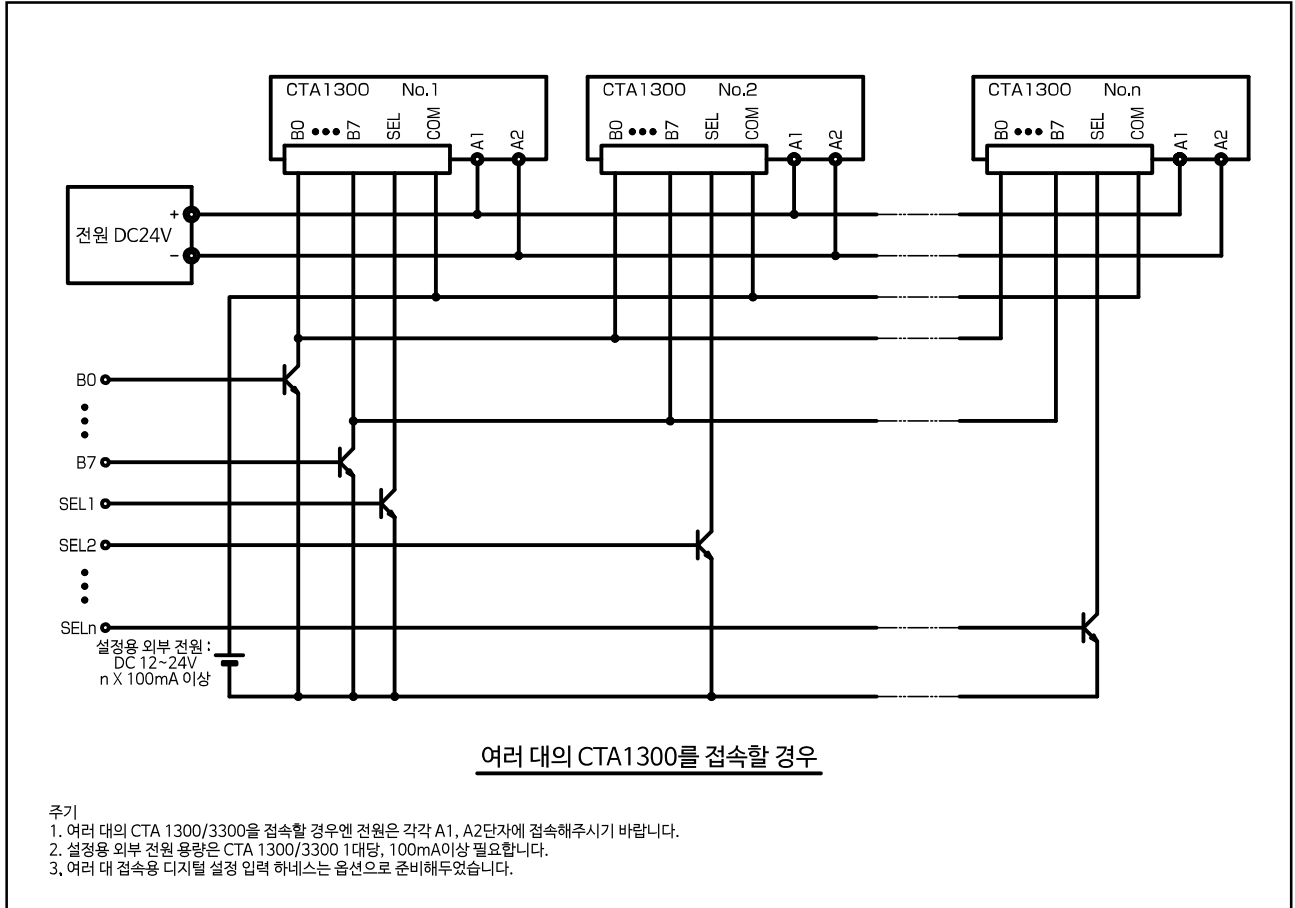 CTA1300 No.1
B0 •••• B7 SEL COM A1 A2
CTA1300 No.2
B0 •••• B7 SEL COM A1 A2
CTA1300 No.n
B0 •••• B7 SEL COM A1 A2
전원 DC24V
+
-
B0
B7
SEL1
SEL2
SELn
설정용 외부 전원 :
DC 12~24V
n X 100mA 이상
여러 대의 CTA1300를 접속할 경우
주기
1. 여러 대의 CTA 1300/3300을 접속할 경우엔 전원은 각각 A1, A2단자에 접속해주시기 바랍니다.
2. 설정용 외부 전원 용량은 CTA 1300/3300 1대당, 100mA이상 필요합니다.
3. 여러 대 접속용 디지털 설정 입력 하네스는 옵션으로 준비해두었습니다.